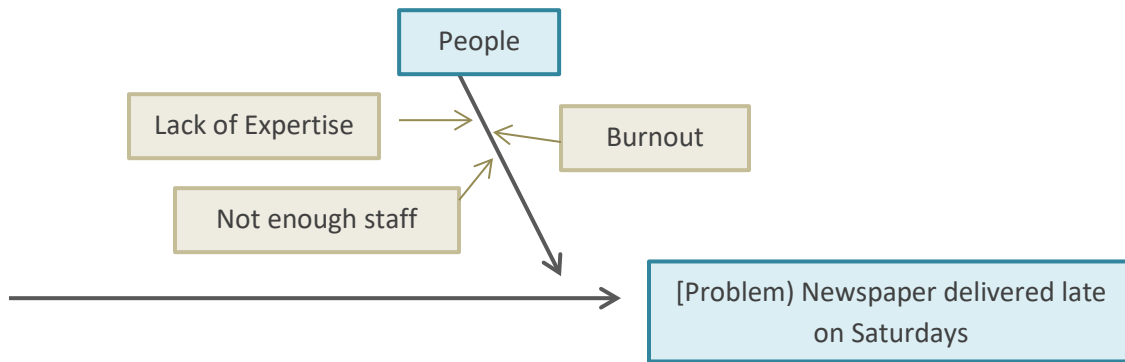 People
Lack of Expertise
Burnout
Not enough staff
[Problem) Newspaper delivered late
on Saturdays